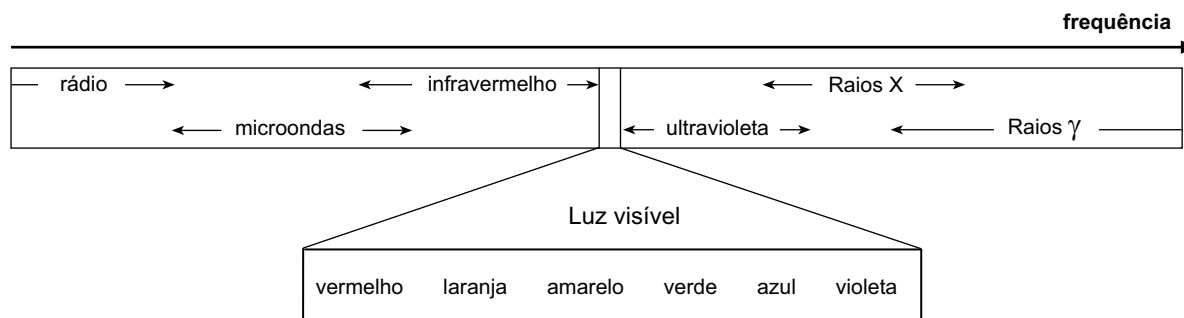 frequência
rádio infravermelho Raios X
microondas ultravioleta Raios γ
Luz visível
vermelho laranja amarelo verde azul violeta